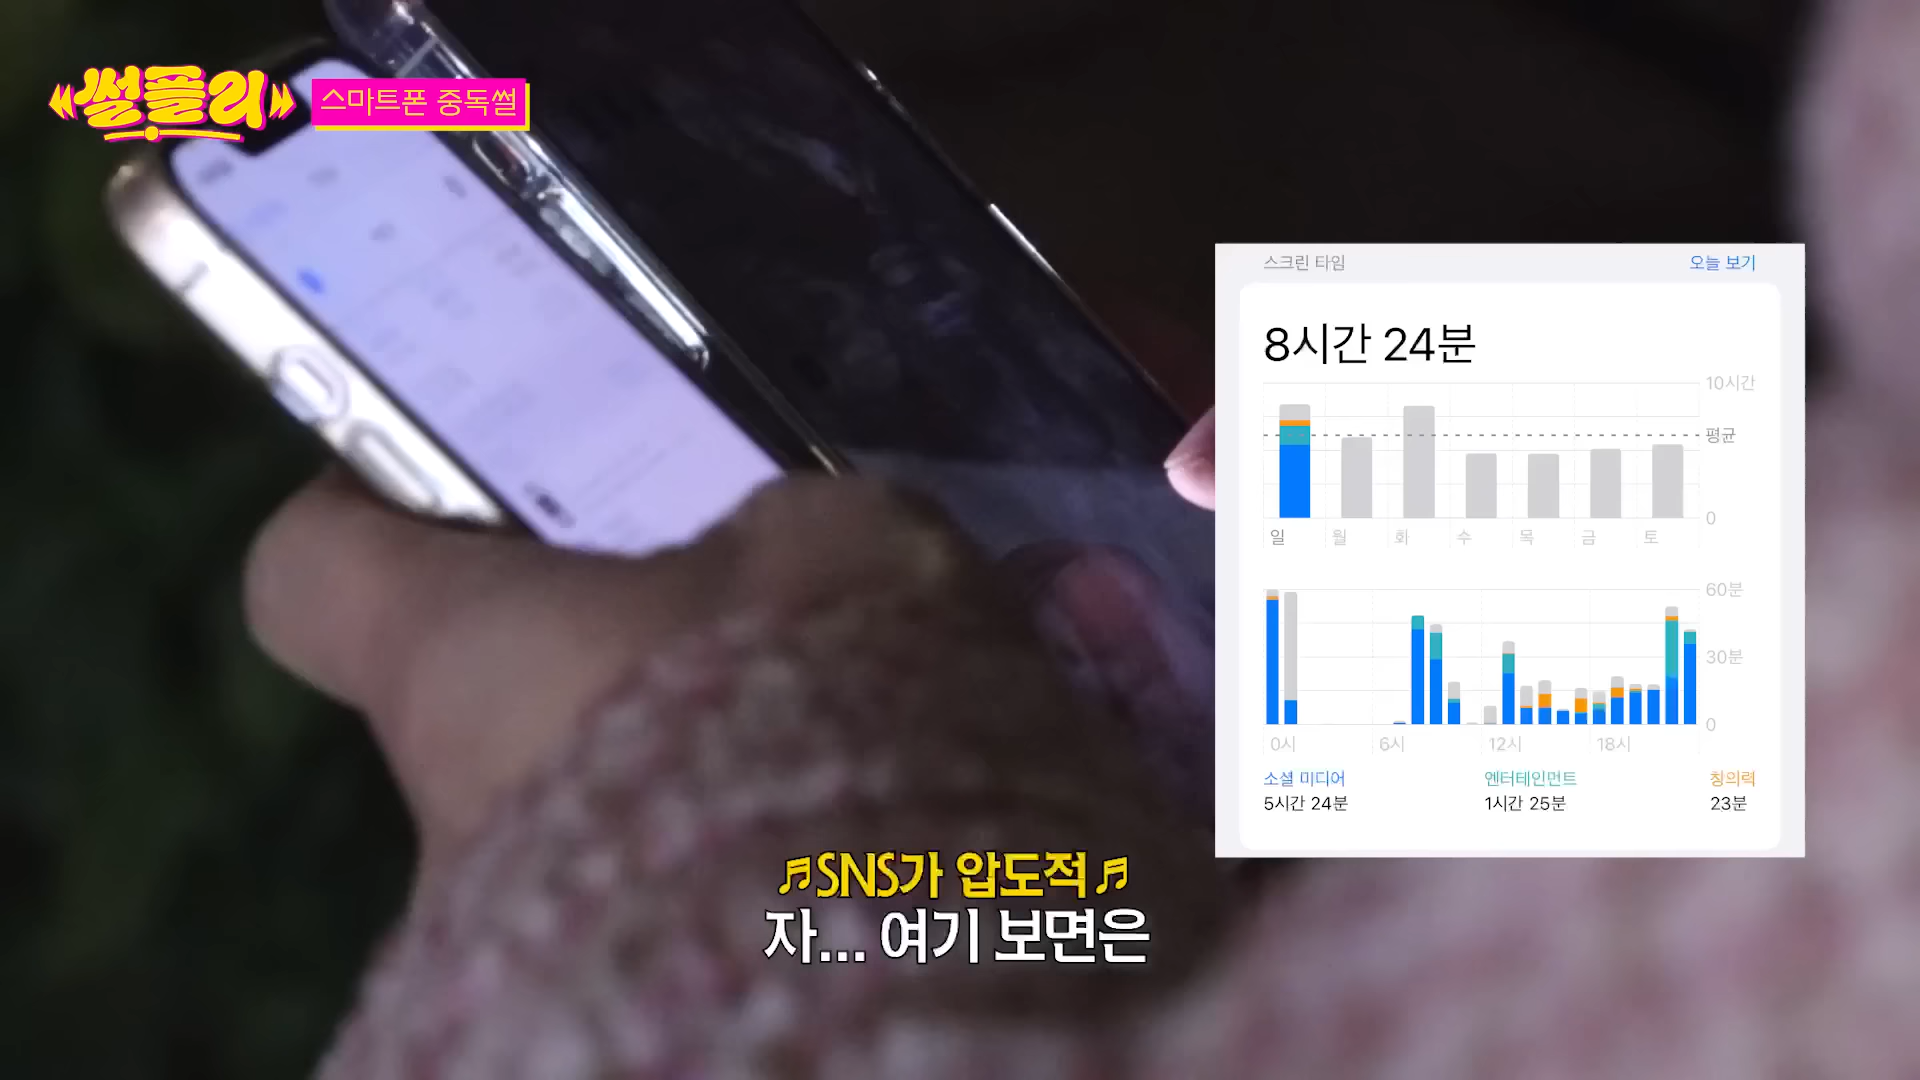 썰플리
스마트폰 중독썰
스크린 타임
오늘 보기
8시간 24분
10시간
평균
0
일 월 화 수 목 금 토
60분
30분
0
0시 6시 12시 18시
소셜 미디어 엔터테인먼트 창의력
5시간 24분 1시간 25분 23분
♬SNS가 압도적♬
자... 여기 보면은